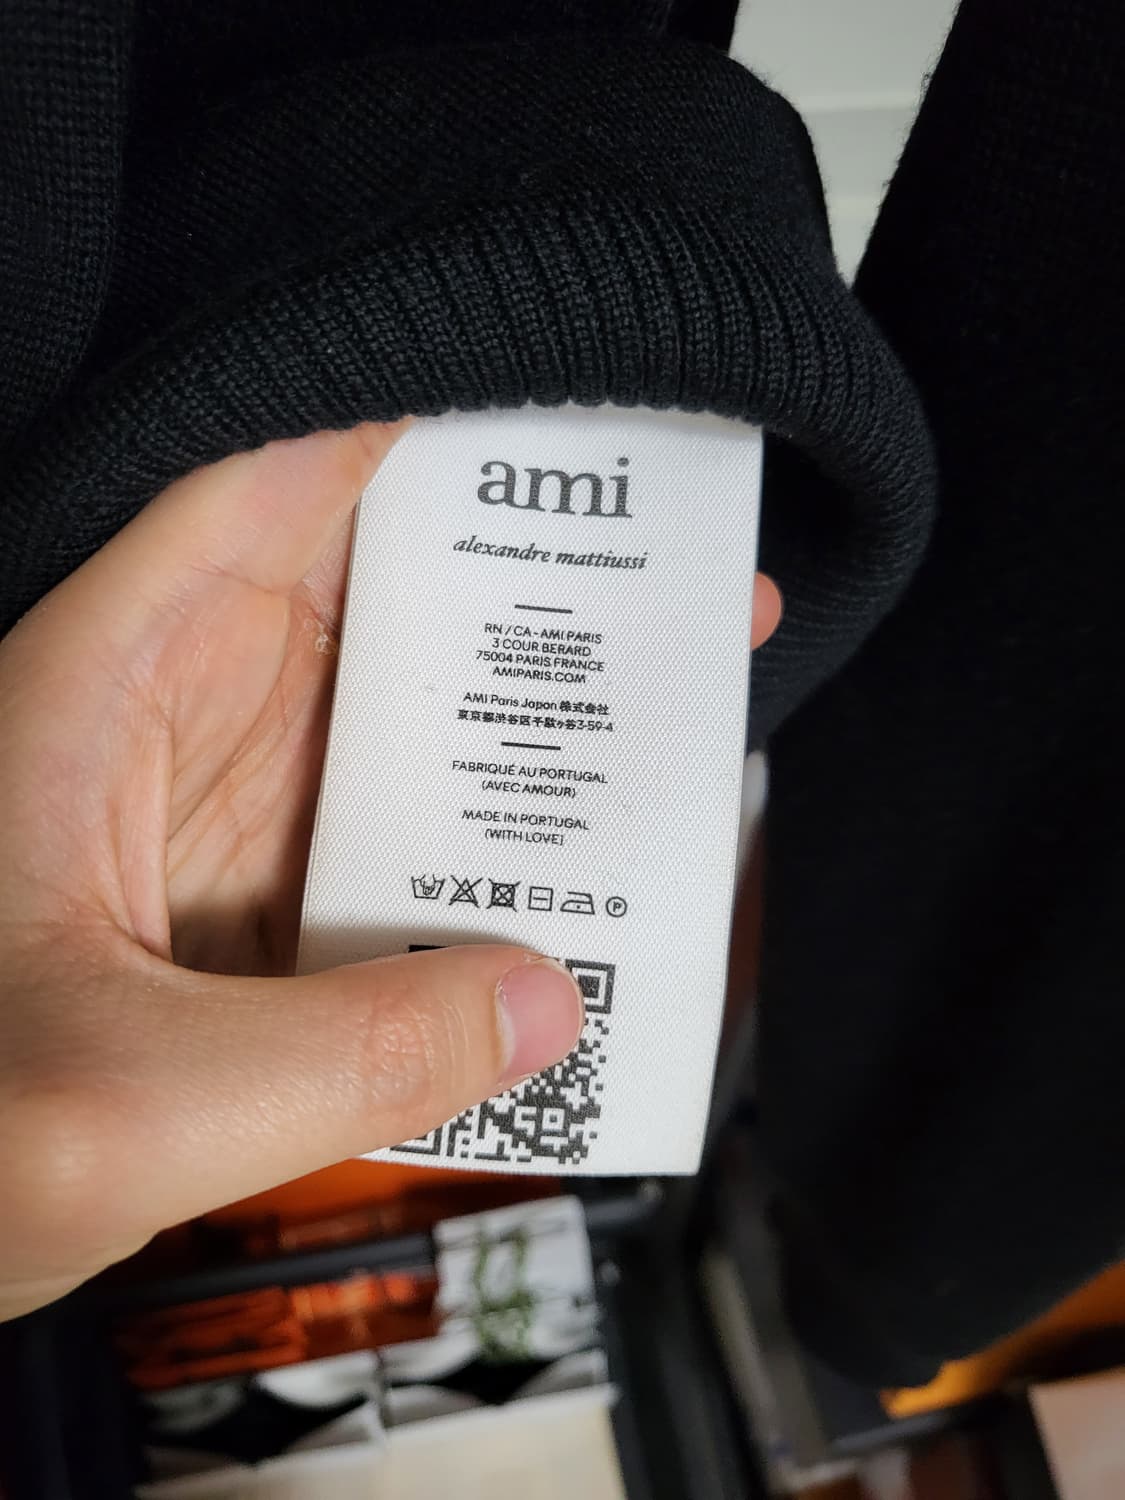 ami
alexandre mattiussi
RN / CA - AMI PARIS
3 COUR BERARD
75004 PARIS FRANCE
AMIPARIS.COM
AMI Paris Japon 株式会社
東京都渋谷区千駄ヶ谷3-59-4
FABRIQUÉ AU PORTUGAL
(AVEC AMOUR)
MADE IN PORTUGAL
(WITH LOVE)
P